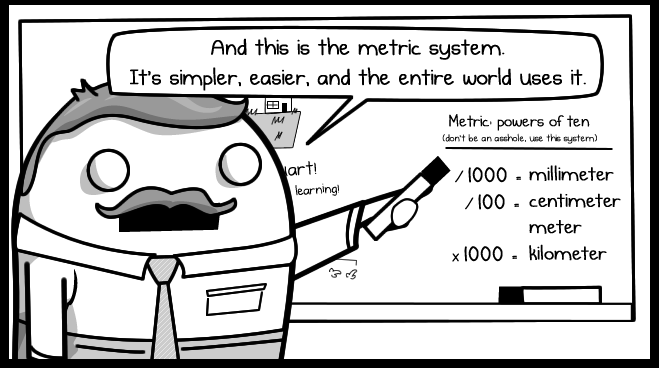 And this is the metric system.
It's simpler, easier, and the entire world uses it.
Metric: powers of ten
(don't be an asshole, use this system)
/1000 = millimeter
/100 = centimeter
meter
x1000 = kilometer
learning!